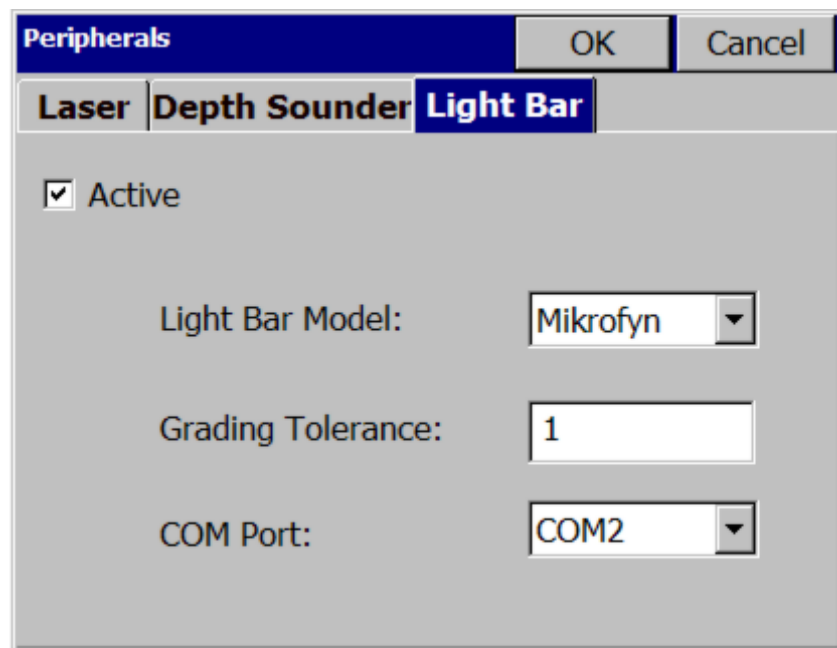 Peripherals OK Cancel
Laser Depth Sounder Light Bar
Active
Light Bar Model: Mikrofyn
Grading Tolerance: 1
COM Port: COM2